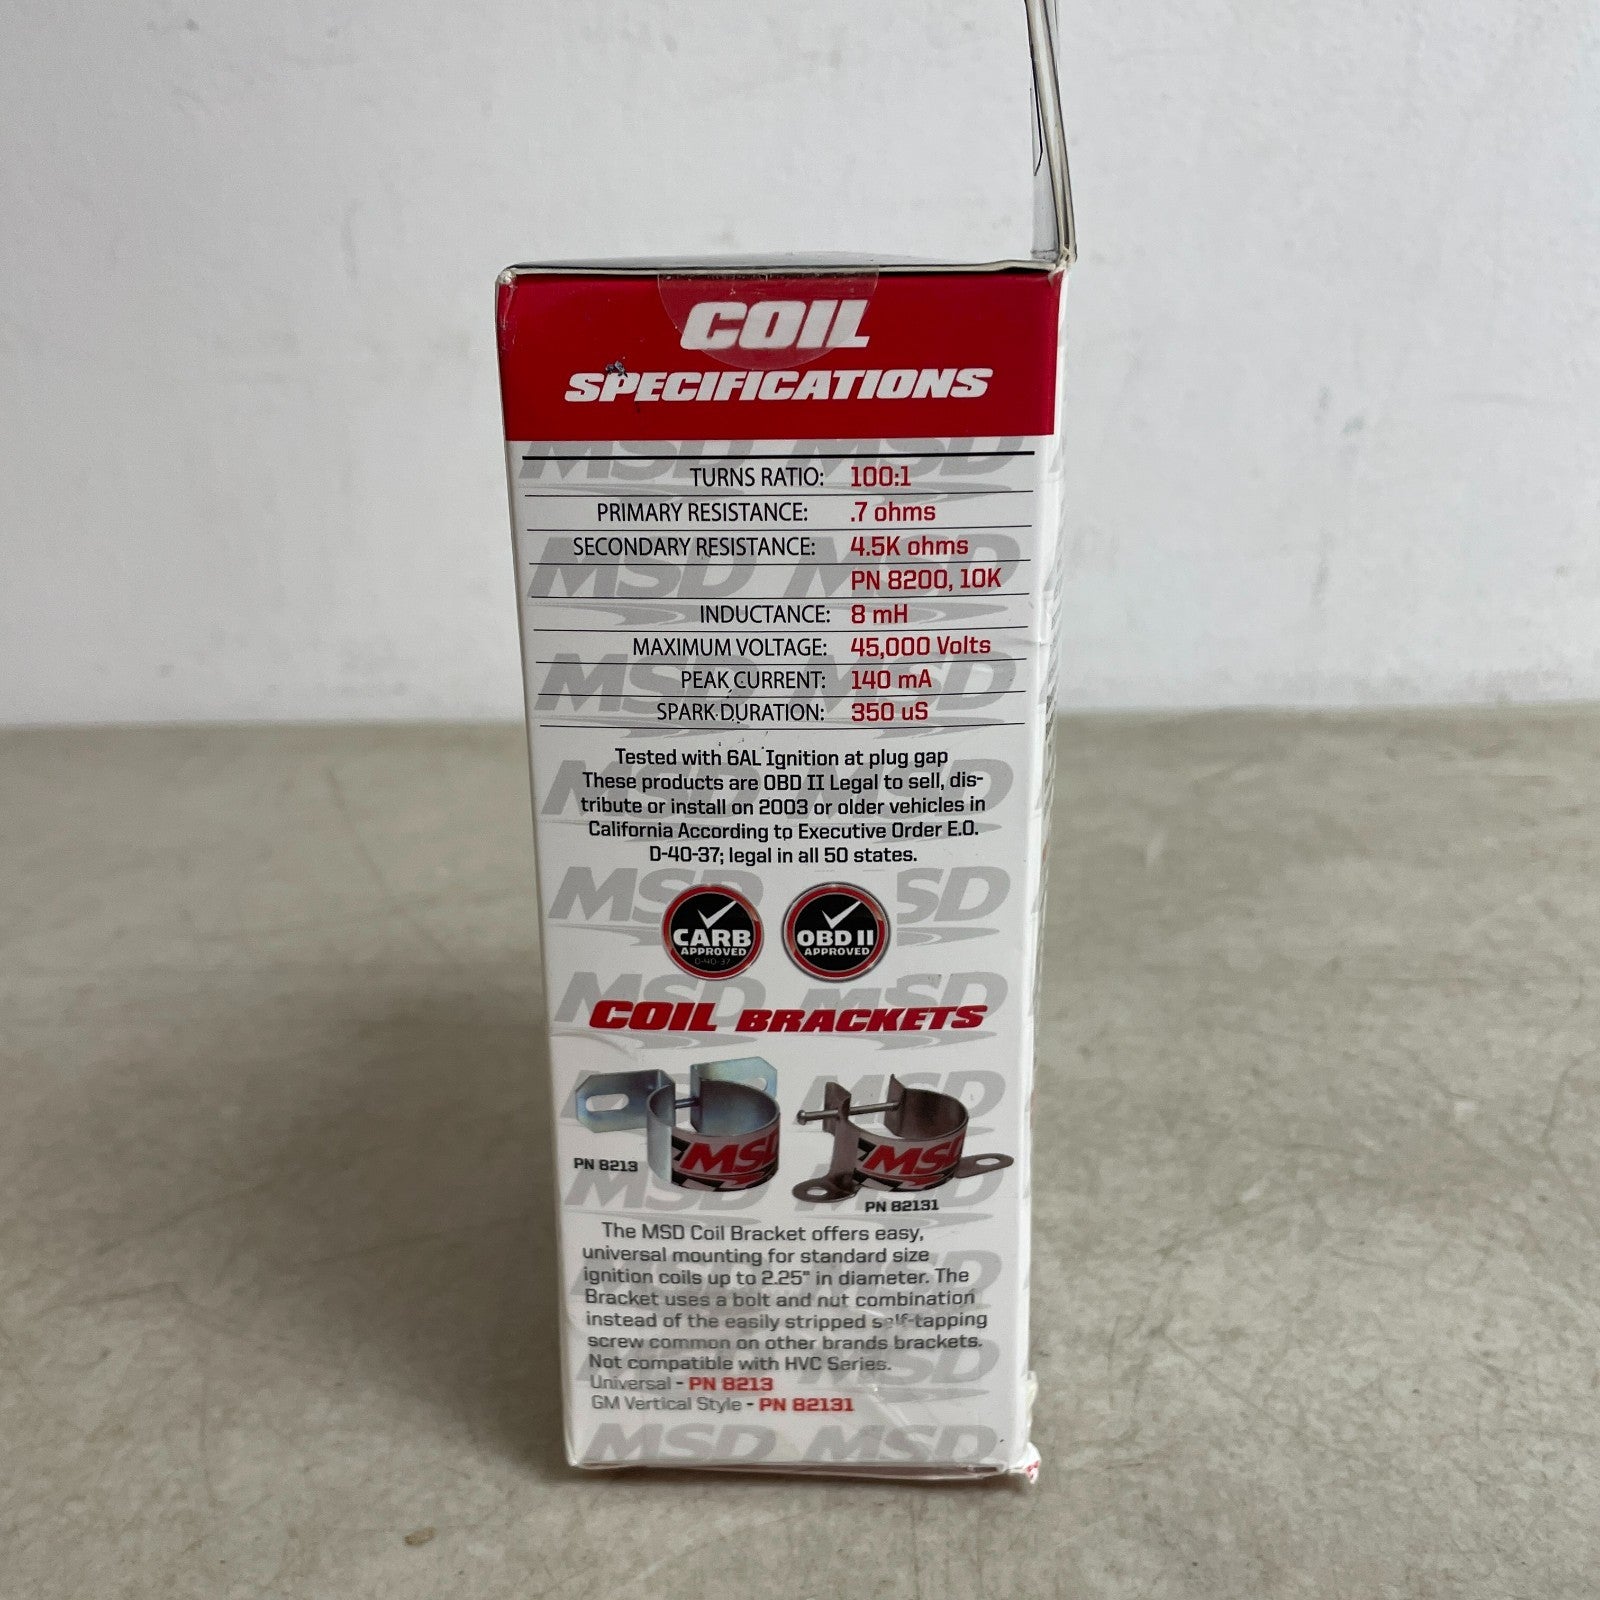 COIL
SPECIFICATIONS
TURNS RATIO: 100:1
PRIMARY RESISTANCE: .7 ohms
SECONDARY RESISTANCE: 4.5K ohms
PN 8200, 10K
INDUCTANCE: 8 mH
MAXIMUM VOLTAGE: 45,000 Volts
PEAK CURRENT: 140 mA
SPARK DURATION: 350 uS
Tested with 6AL Ignition at plug gap
These products are OBD II Legal to sell, dis-
tribute or install on 2003 or older vehicles in
California According to Executive Order E.O.
D-40-37; legal in all 50 states.
CARB OBD II
APPROVED APPROVED
D-40-37
COIL BRACKETS
MSD MSD
PN 8213
PN 82131
The MSD Coil Bracket offers easy,
universal mounting for standard size
ignition coils up to 2.25" in diameter. The
Bracket uses a bolt and nut combination
instead of the easily stripped self-tapping
screw common on other brands brackets.
Not compatible with HVC Series.
Universal - PN 8213
GM Vertical Style - PN 82131
MSD MSD